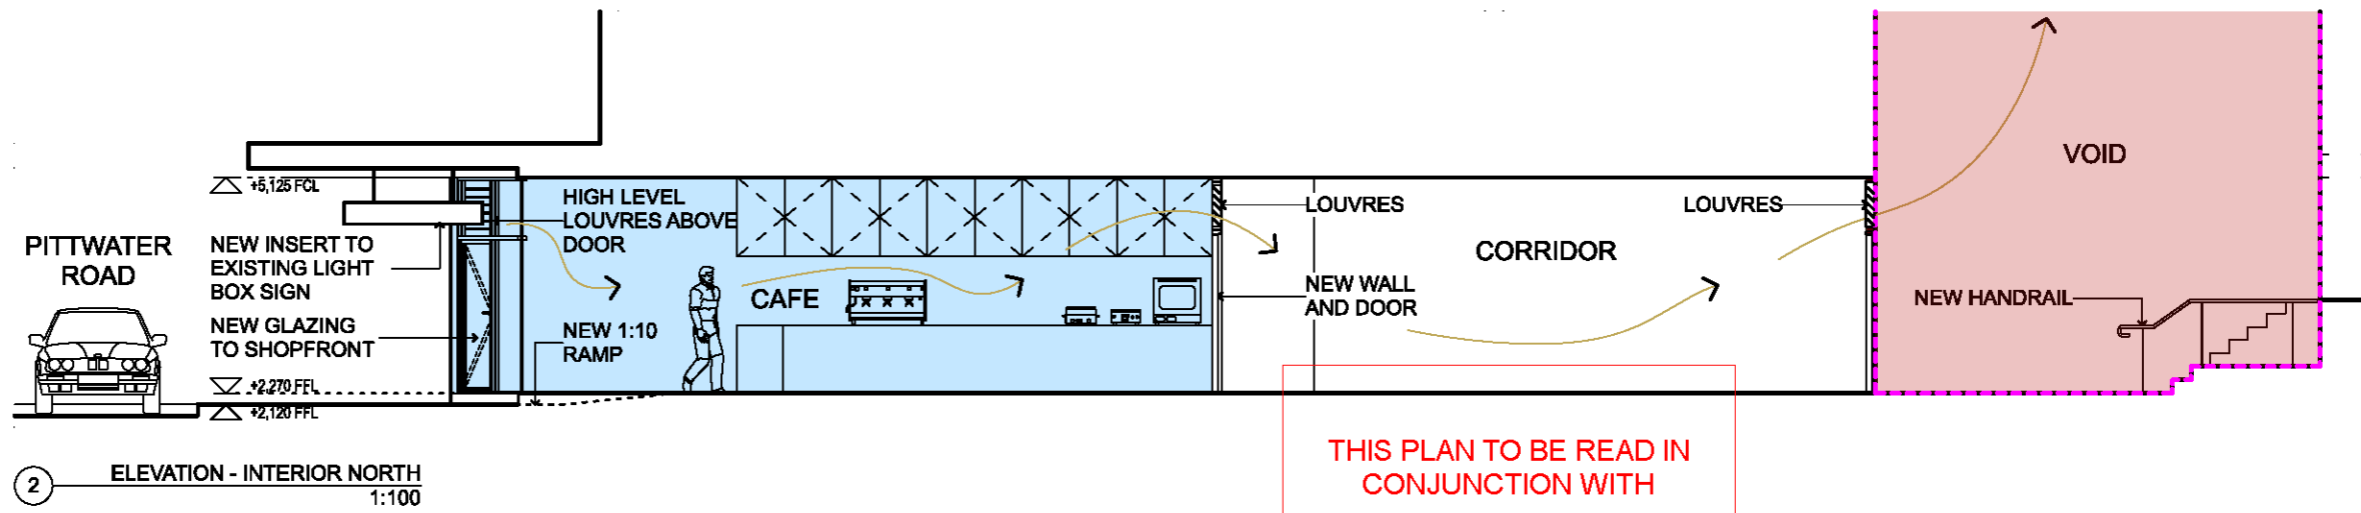 VOID
+5,125 FCL
HIGH LEVEL
LOUVRES ABOVE
DOOR
LOUVRES
LOUVRES
PITTWATER
ROAD
NEW INSERT TO
EXISTING LIGHT
BOX SIGN
CORRIDOR
NEW WALL
AND DOOR
CAFE
NEW HANDRAIL
NEW GLAZING
TO SHOPFRONT
NEW 1:10
RAMP
+2,270 FFL
+2,120 FFL
THIS PLAN TO BE READ IN
CONJUNCTION WITH
2
ELEVATION - INTERIOR NORTH
1:100